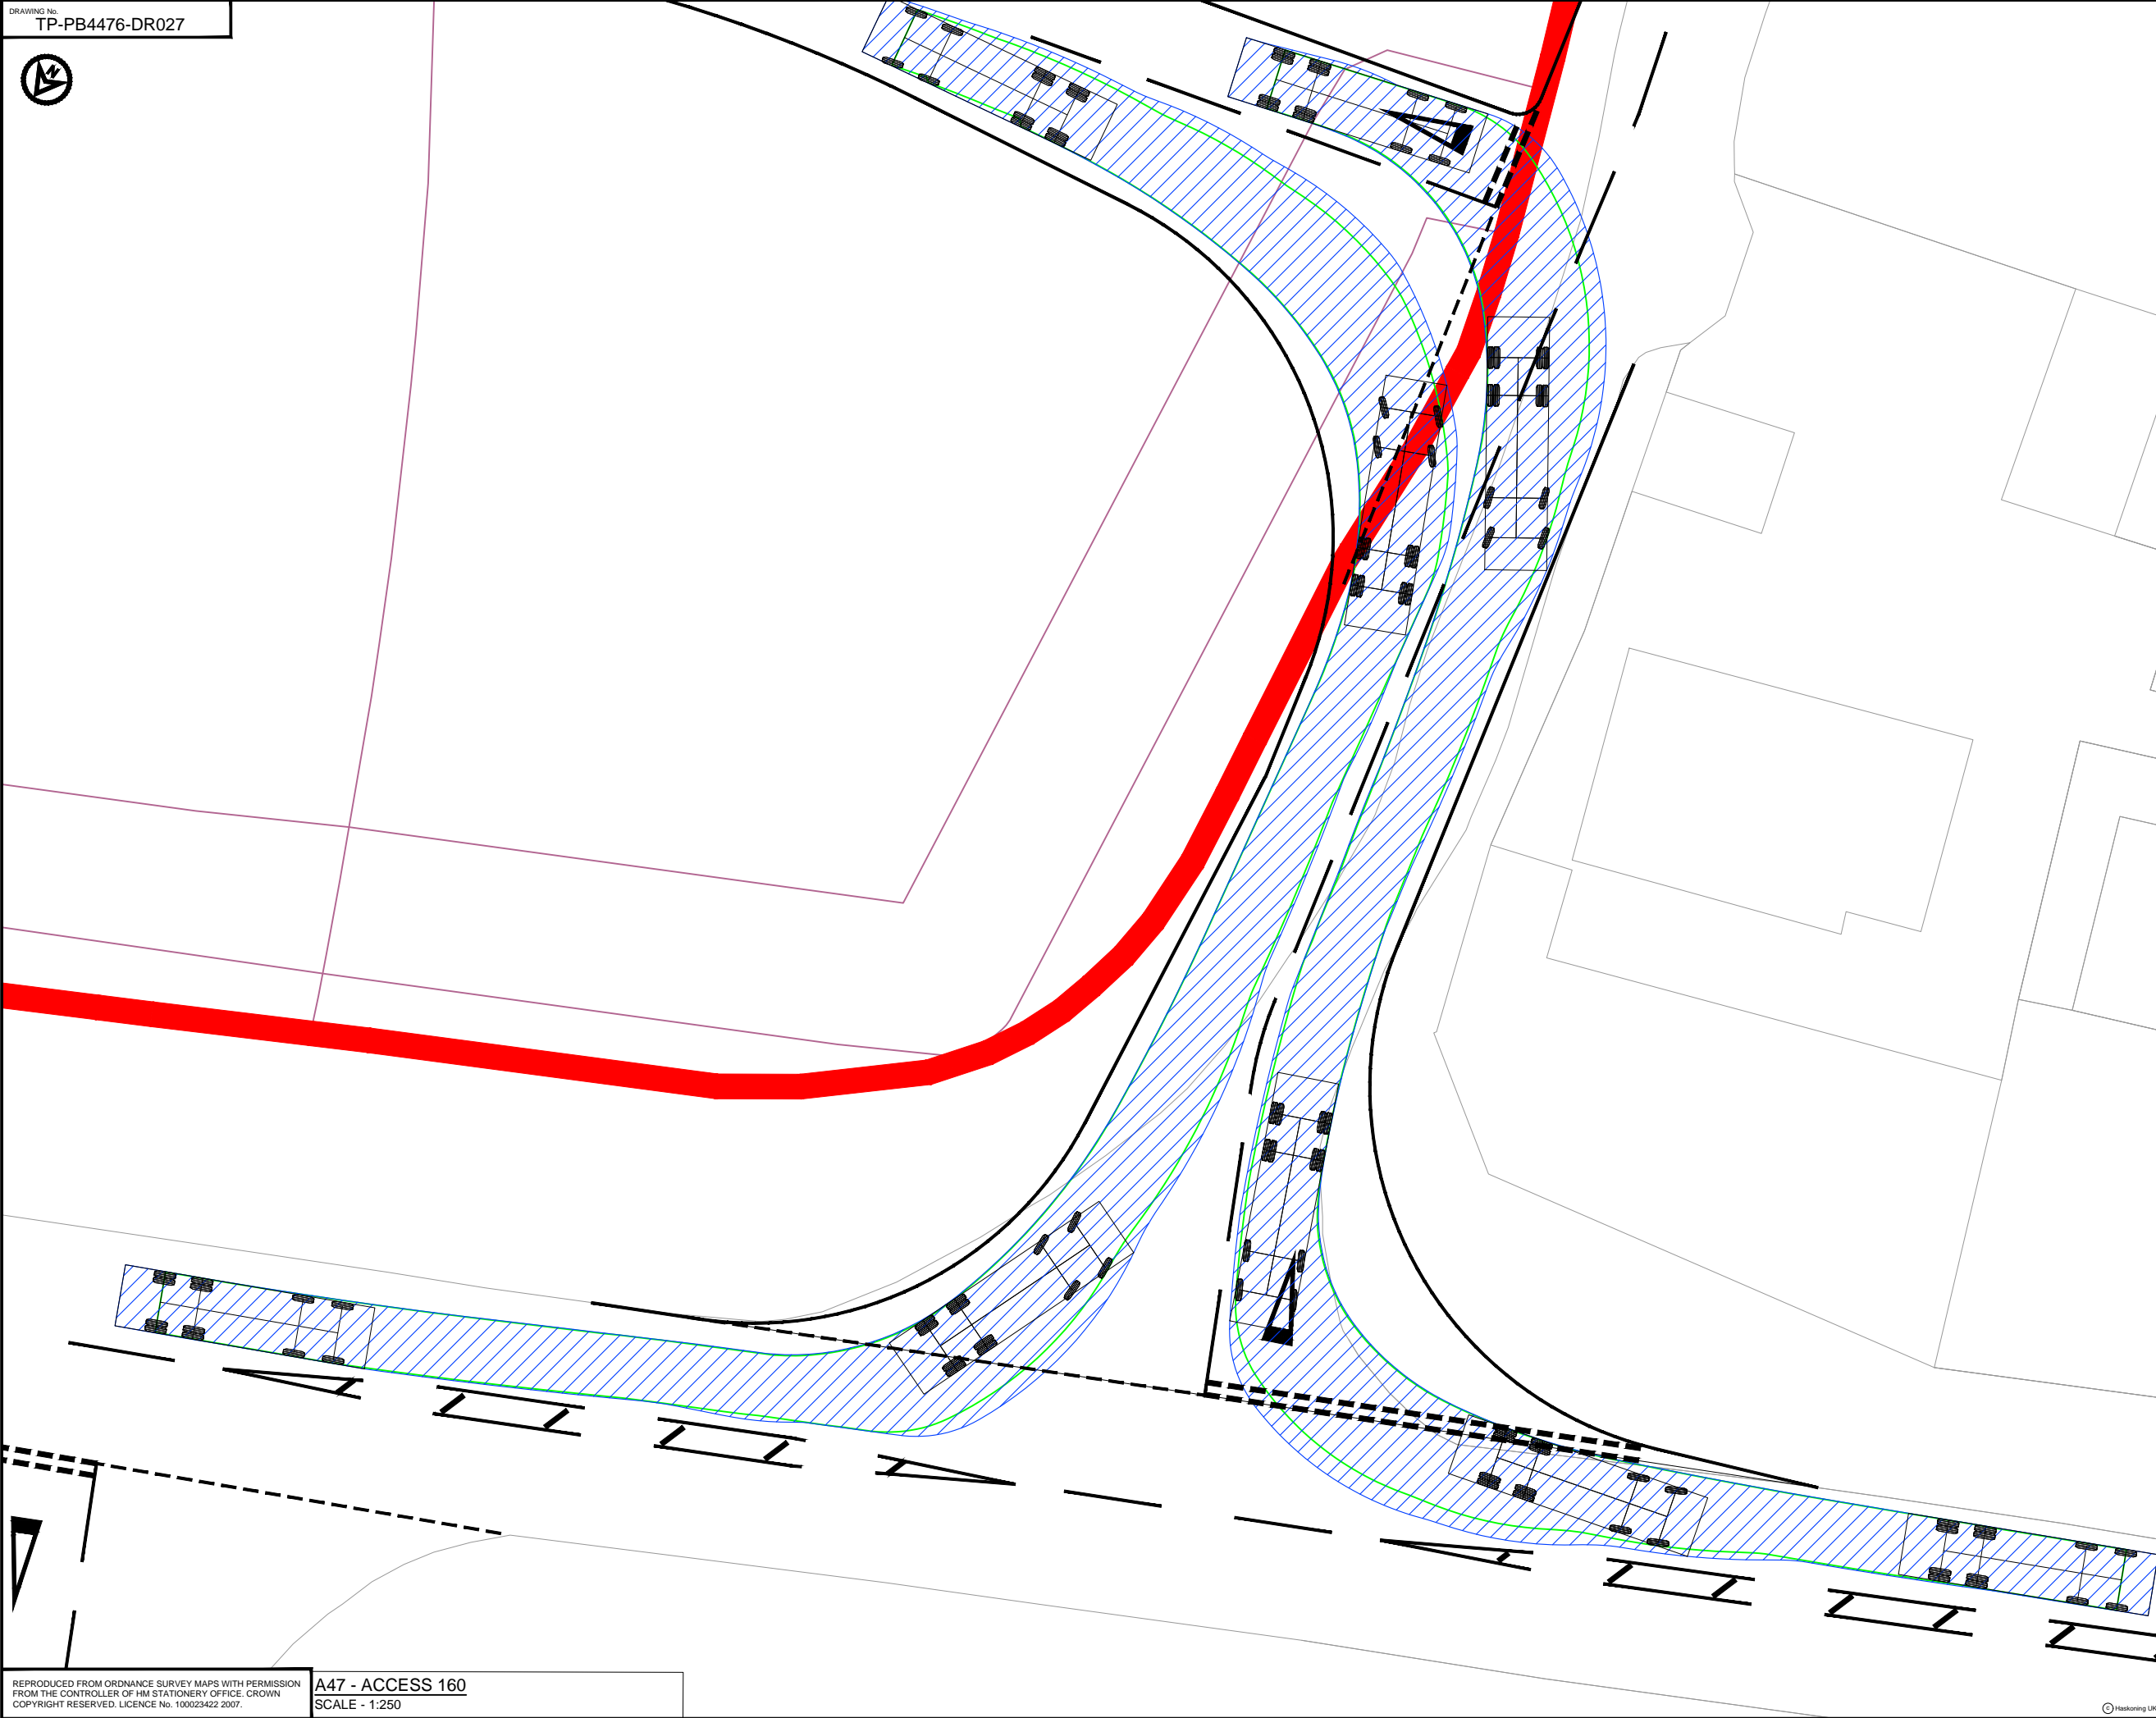 DRAWING No.
TP-PB4476-DR027
N
REPRODUCED FROM ORDNANCE SURVEY MAPS WITH PERMISSION
FROM THE CONTROLLER OF HM STATIONERY OFFICE. CROWN
COPYRIGHT RESERVED. LICENCE No. 100023422 2007.
A47 - ACCESS 160
SCALE - 1:250
© Haskoning UK